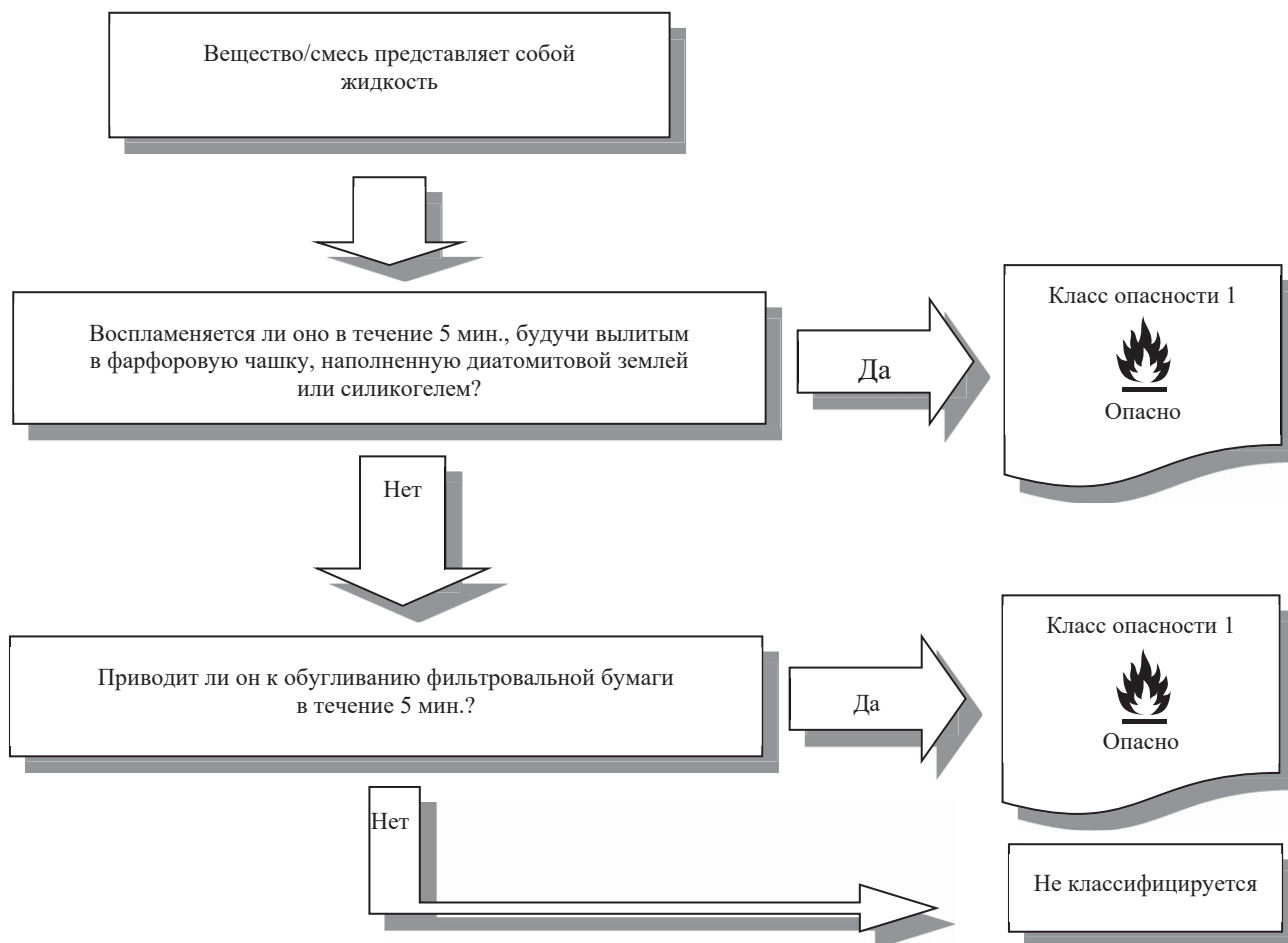 Вещество/смесь представляет собой
жидкость
Воспламеняется ли оно в течение 5 мин., будучи вылитым
в фарфоровую чашку, наполненную диатомитовой землей
или силикогелем?
Да
Класс опасности 1
Опасно
Нет
Приводит ли он к обугливанию фильтровальной бумаги
в течение 5 мин.?
Да
Класс опасности 1
Опасно
Нет
Не классифицируется